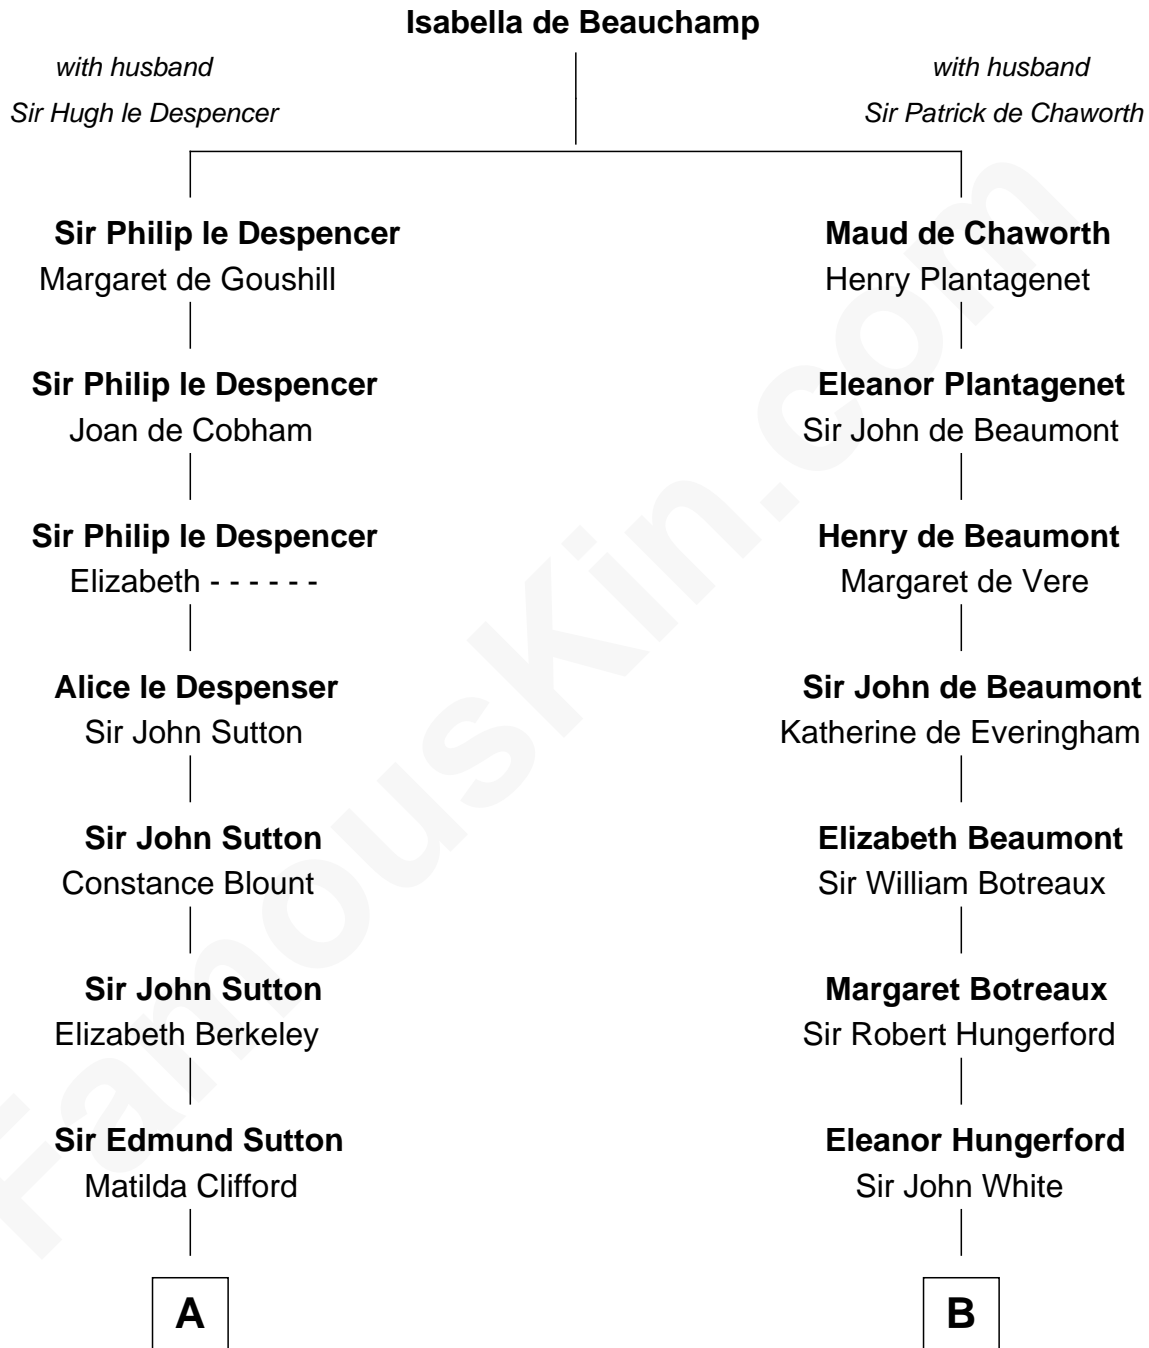 Isabella de Beauchamp
with husband
Sir Hugh le Despencer
with husband
Sir Patrick de Chaworth
Sir Philip le Despencer
Margaret de Goushill
Maud de Chaworth
Henry Plantagenet
Sir Philip le Despencer
Joan de Cobham
Eleanor Plantagenet
Sir John de Beaumont
Sir Philip le Despencer
Elizabeth - - - - - -
Henry de Beaumont
Margaret de Vere
Alice le Despenser
Sir John Sutton
Sir John de Beaumont
Katherine de Everingham
Sir John Sutton
Constance Blount
Elizabeth Beaumont
Sir William Botreaux
Sir John Sutton
Elizabeth Berkeley
Margaret Botreaux
Sir Robert Hungerford
Sir Edmund Sutton
Matilda Clifford
Eleanor Hungerford
Sir John White
A
B
FamousKin.com